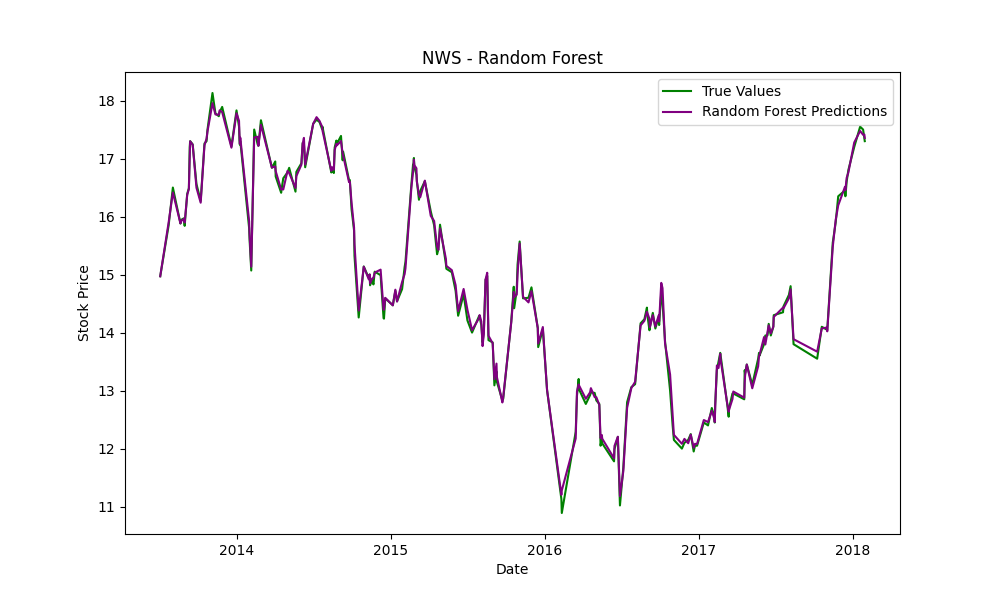 NWS - Random Forest
True Values
Random Forest Predictions
18
17
16
15
14
13
12
11
Stock Price
2014
2015
2016
2017
2018
Date